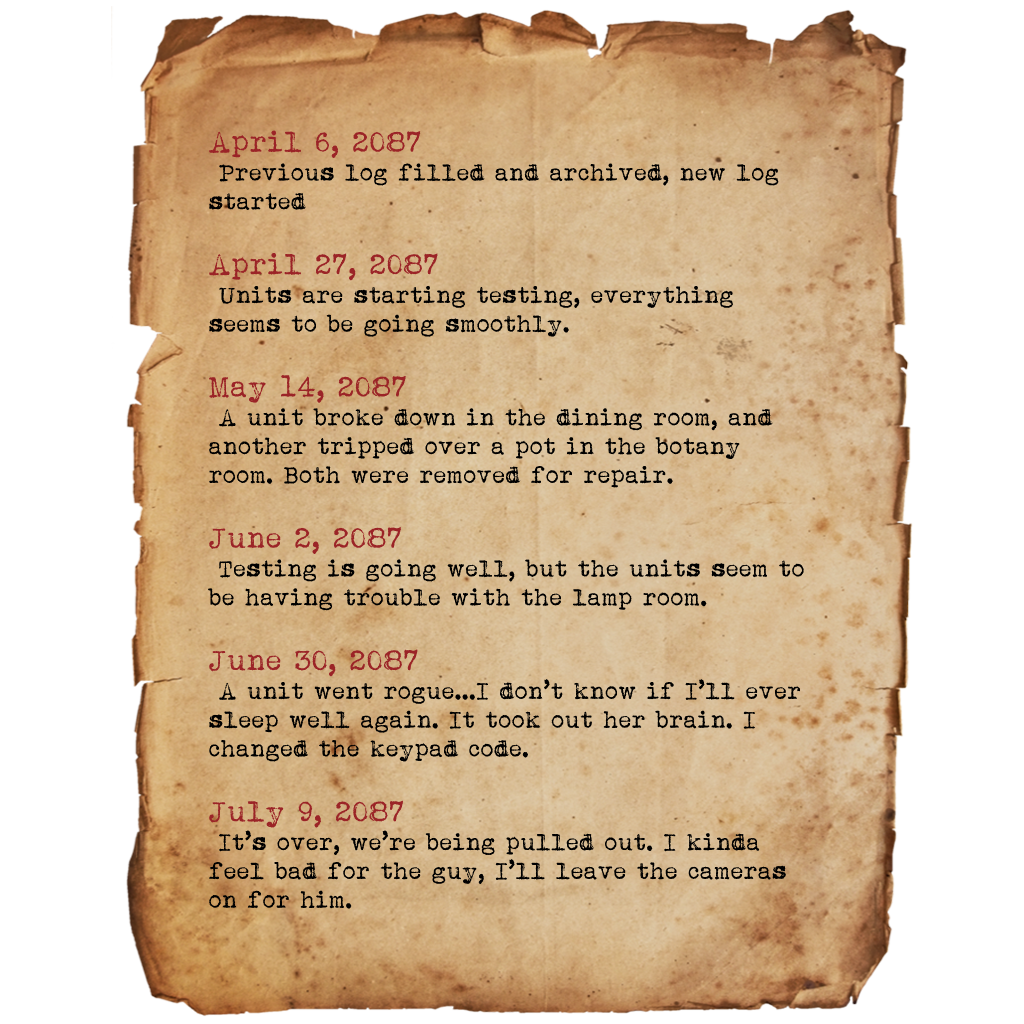 April 6, 2087
Previous log filled and archived, new log
started
April 27, 2087
Units are starting testing, everything
seems to be going smoothly.
May 14, 2087
A unit broke down in the dining room, and
another tripped over a pot in the botany
room. Both were removed for repair.
June 2, 2087
Testing is going well, but the units seem to
be having trouble with the lamp room.
June 30, 2087
A unit went rogue...I don't know if I'll ever
sleep well again. It took out her brain. I
changed the keypad code.
July 9, 2087
It's over, we're being pulled out. I kinda
feel bad for the guy, I'll leave the cameras
on for him.